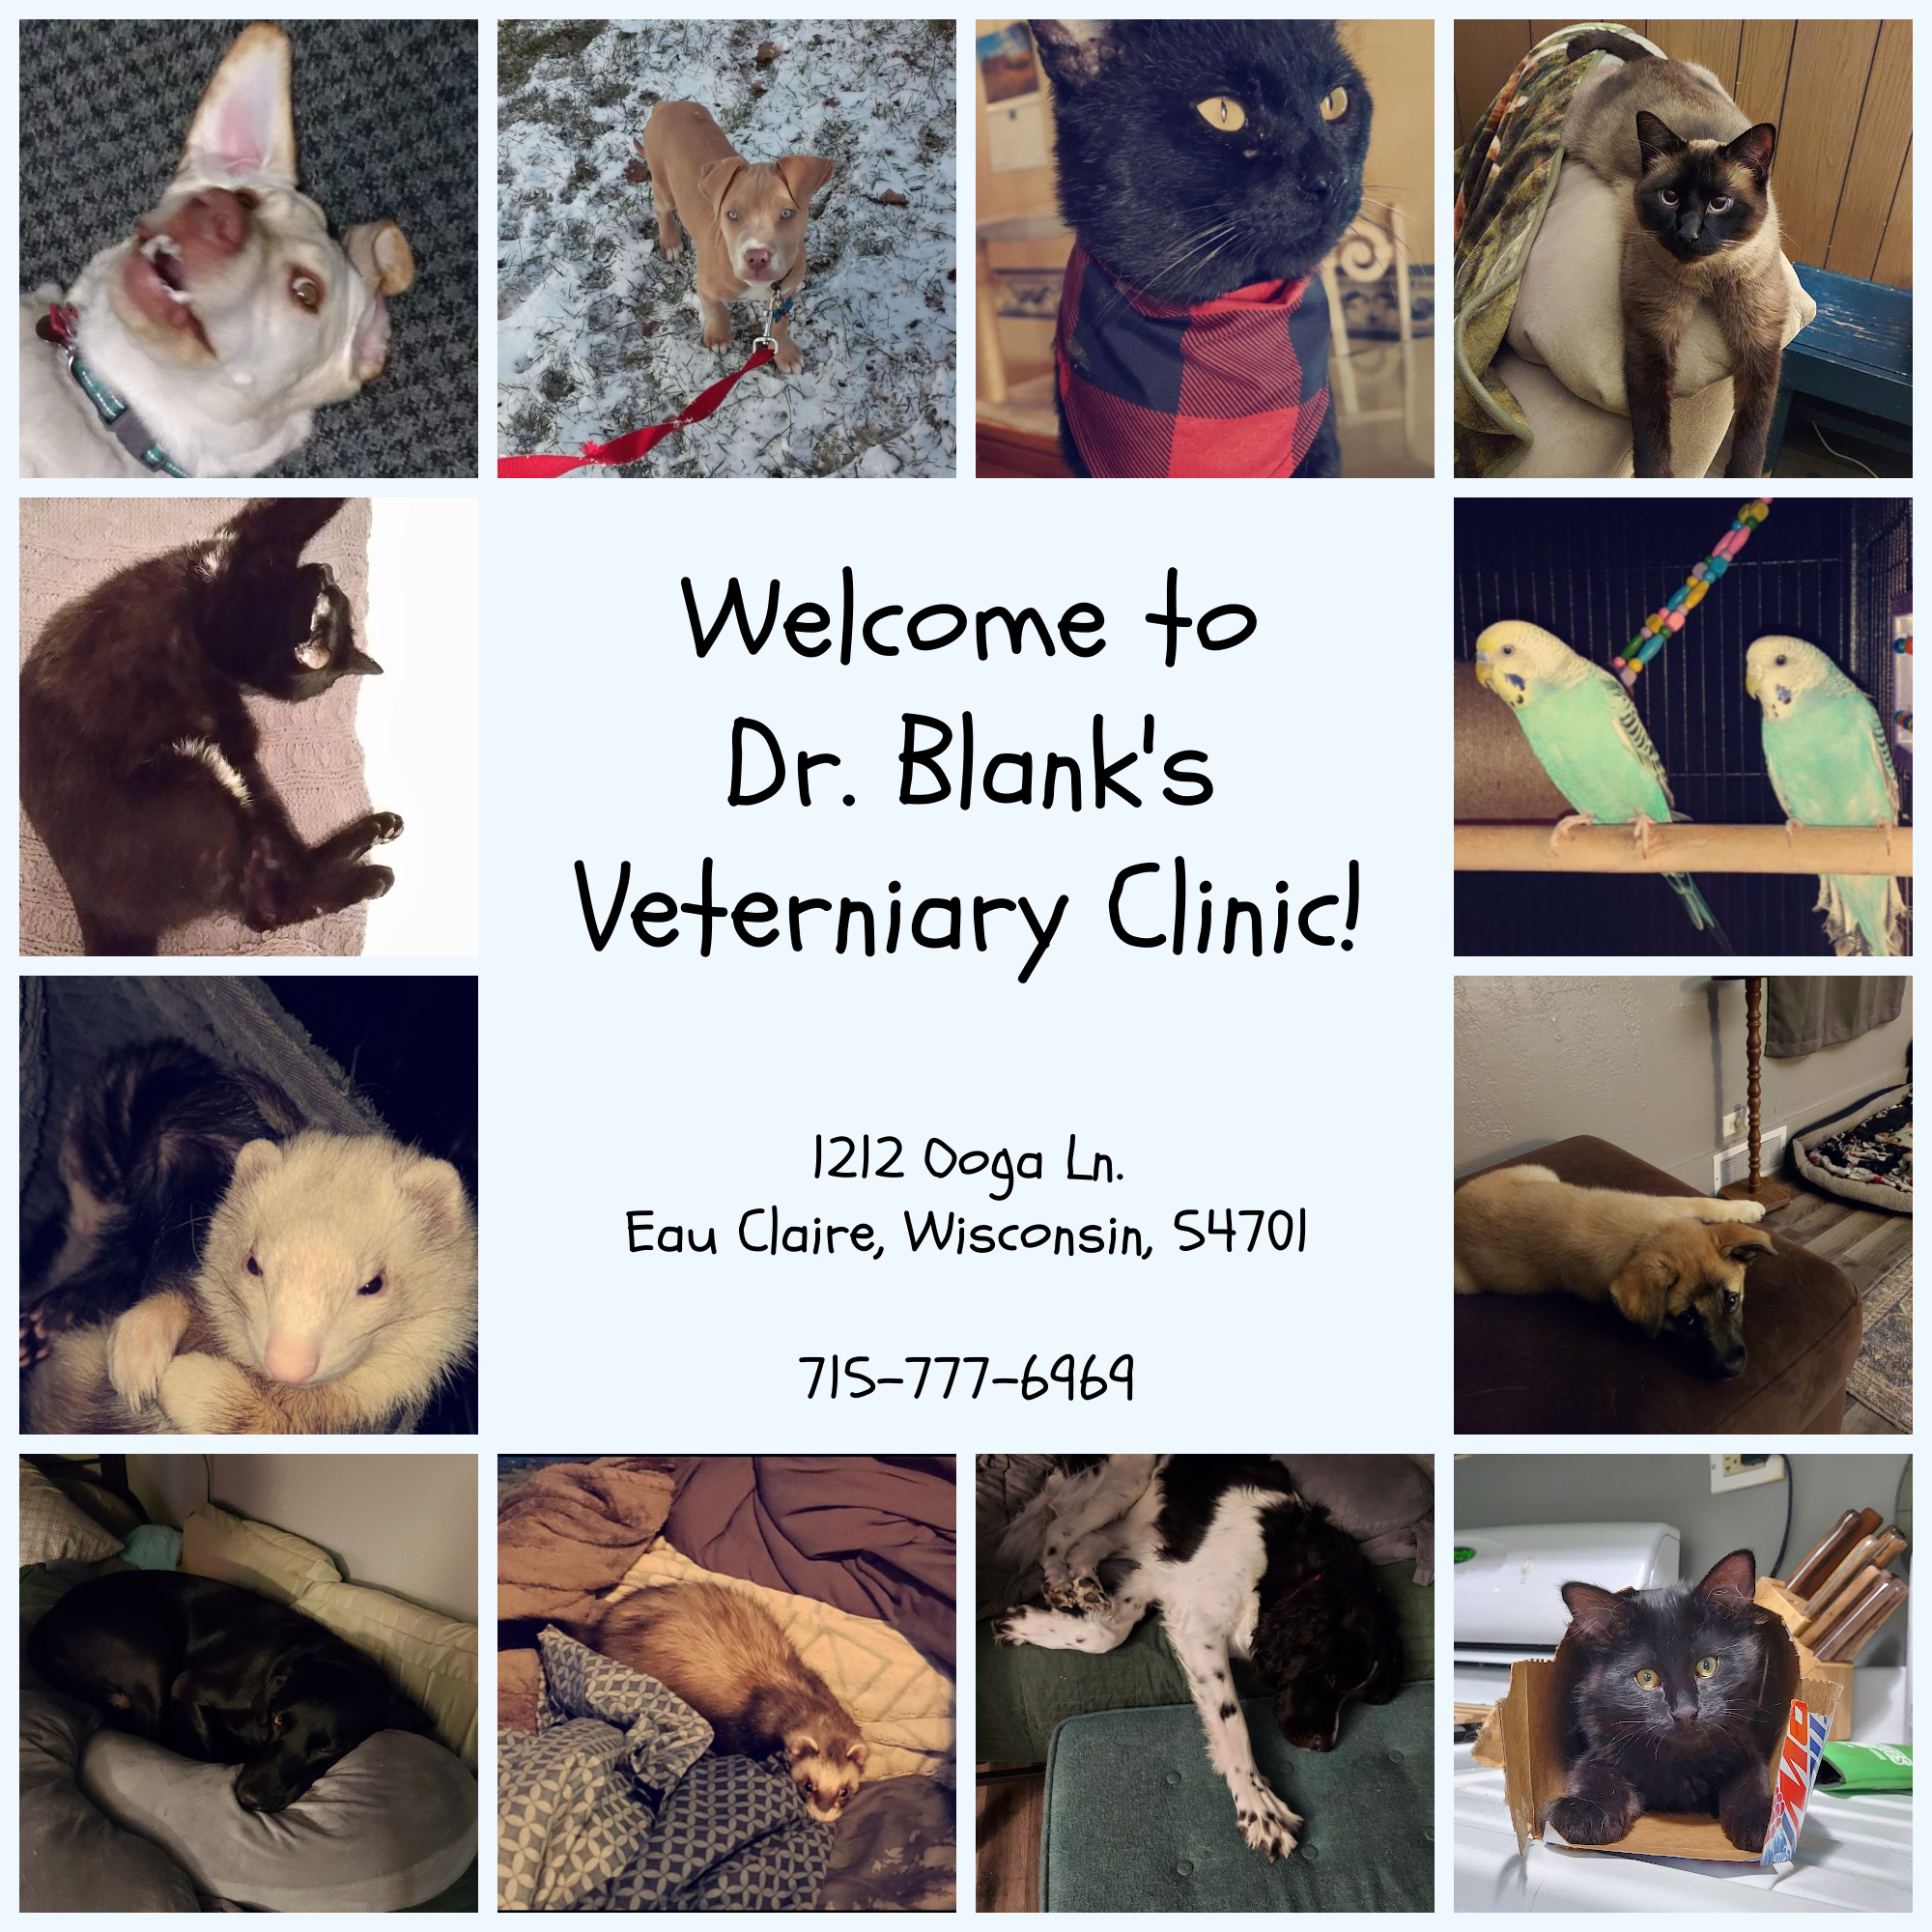 Welcome to
Dr. Blank's
Veterniary Clinic!
1212 Ooga Ln.
Eau Claire, Wisconsin, 54701
715-777-6969